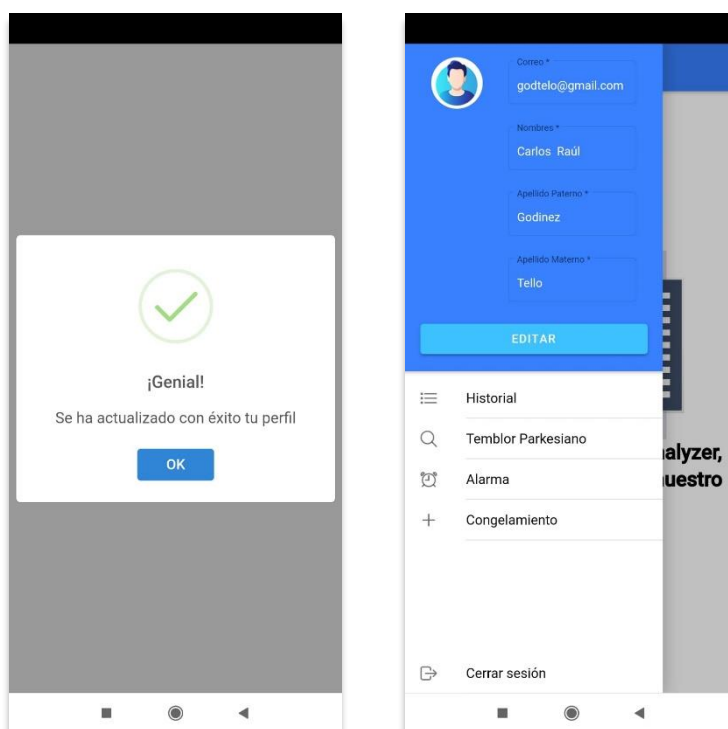 ¡Genial!
Se ha actualizado con éxito tu perfil
OK
Correo *
godtelo@gmail.com
Nombres *
Carlos Raúl
Apellido Paterno *
Godinez
Apellido Materno *
Tello
EDITAR
Historial
Temblor Parkesiano
Alarma
Congelamiento
Cerrar sesión
alyzer,
uestro